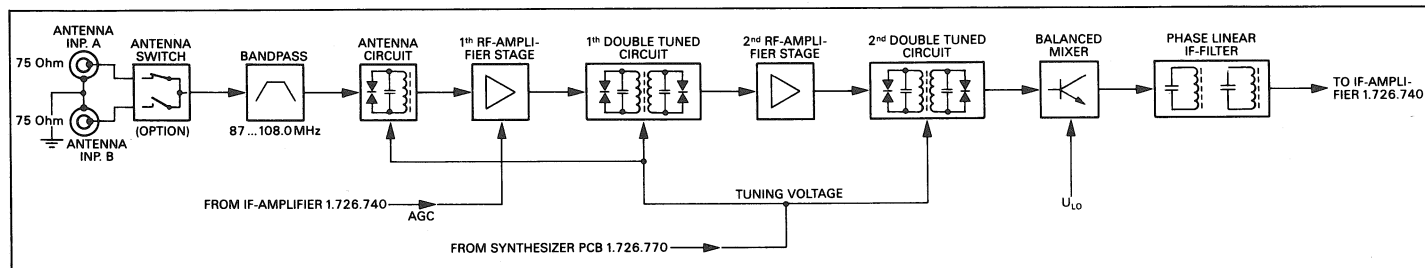 ANTENNA
INP. A
75 Ohm
75 Ohm
ANTENNA
INP. B
ANTENNA
SWITCH
(OPTION)
BANDPASS
87 ... 108.0 MHz
ANTENNA
CIRCUIT
1th RF-AMPLI-
FIER STAGE
1th DOUBLE TUNED
CIRCUIT
2nd RF-AMPLI-
FIER STAGE
2nd DOUBLE TUNED
CIRCUIT
BALANCED
MIXER
PHASE LINEAR
IF-FILTER
TO IF-AMPLI-
FIER 1.726.740
FROM IF-AMPLIFIER 1.726.740
AGC
TUNING VOLTAGE
ULO
FROM SYNTHESIZER PCB 1.726.770